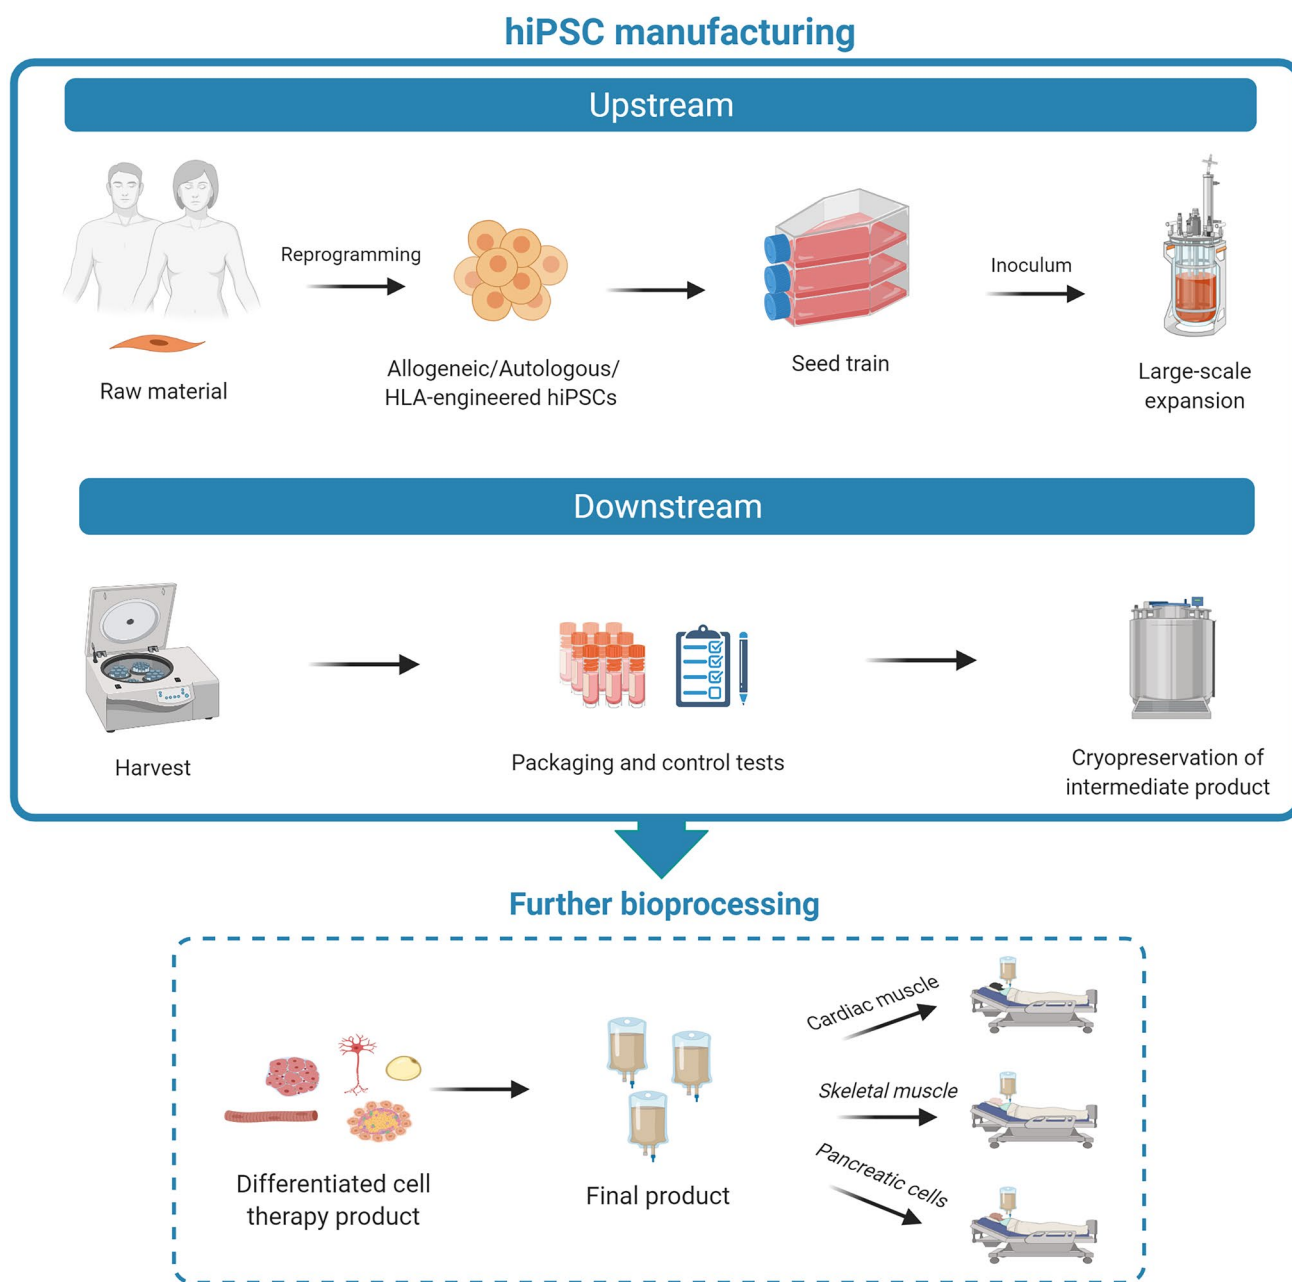 hiPSC manufacturing
Upstream
Reprogramming
Inoculum
Raw material
Allogeneic/Autologous/
HLA-engineered hiPSCs
Seed train
Large-scale
expansion
Downstream
Harvest
Packaging and control tests
Cryopreservation of
intermediate product
Further bioprocessing
Differentiated cell
therapy product
Final product
Cardiac muscle
Skeletal muscle
Pancreatic cells